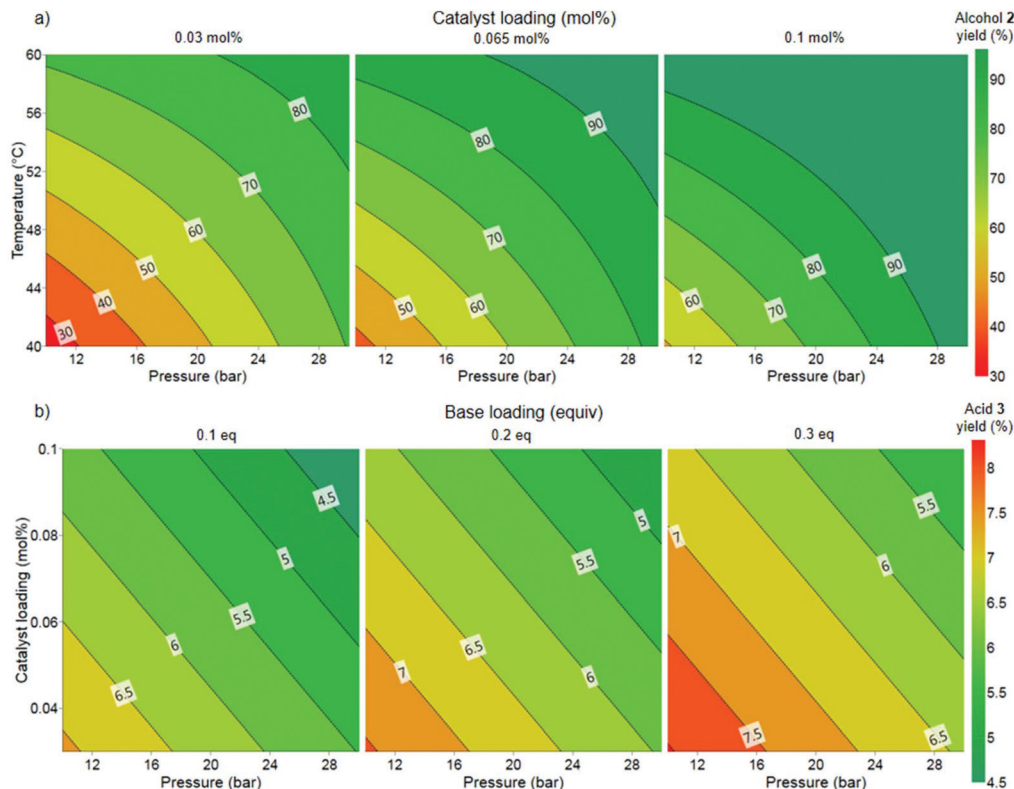 a)
Catalyst loading (mol%)
0.03 mol%
0.065 mol%
0.1 mol%
Alcohol 2
yield (%)
Temperature (°C)
60
56
52
48
44
40
30
40
50
60
70
80
50
60
70
80
90
60
70
80
90
90
80
70
60
50
40
30
12 16 20 24 28
12 16 20 24 28
12 16 20 24 28
Pressure (bar)
Pressure (bar)
Pressure (bar)
b)
Base loading (equiv)
0.1 eq
0.2 eq
0.3 eq
Acid 3
yield (%)
Catalyst loading (mol%)
0.1
0.08
0.06
0.04
6.5
6
5.5
5
4.5
7
6.5
6
5.5
5
7
7.5
6.5
6
5.5
8
7.5
7
6.5
6
5.5
5
4.5
12 16 20 24 28
12 16 20 24 28
12 16 20 24 28
Pressure (bar)
Pressure (bar)
Pressure (bar)